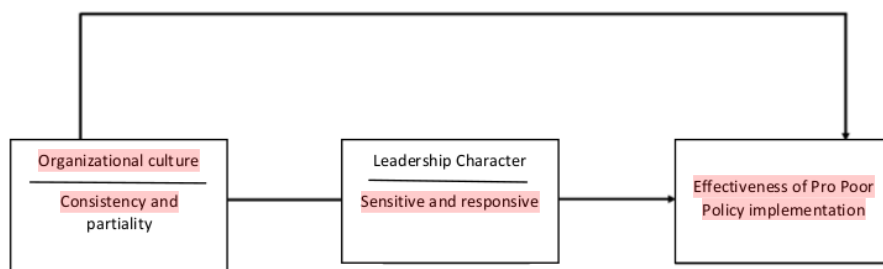 Organizational culture
Consistency and
partiality
Leadership Character
Sensitive and responsive
Effectiveness of Pro Poor
Policy implementation